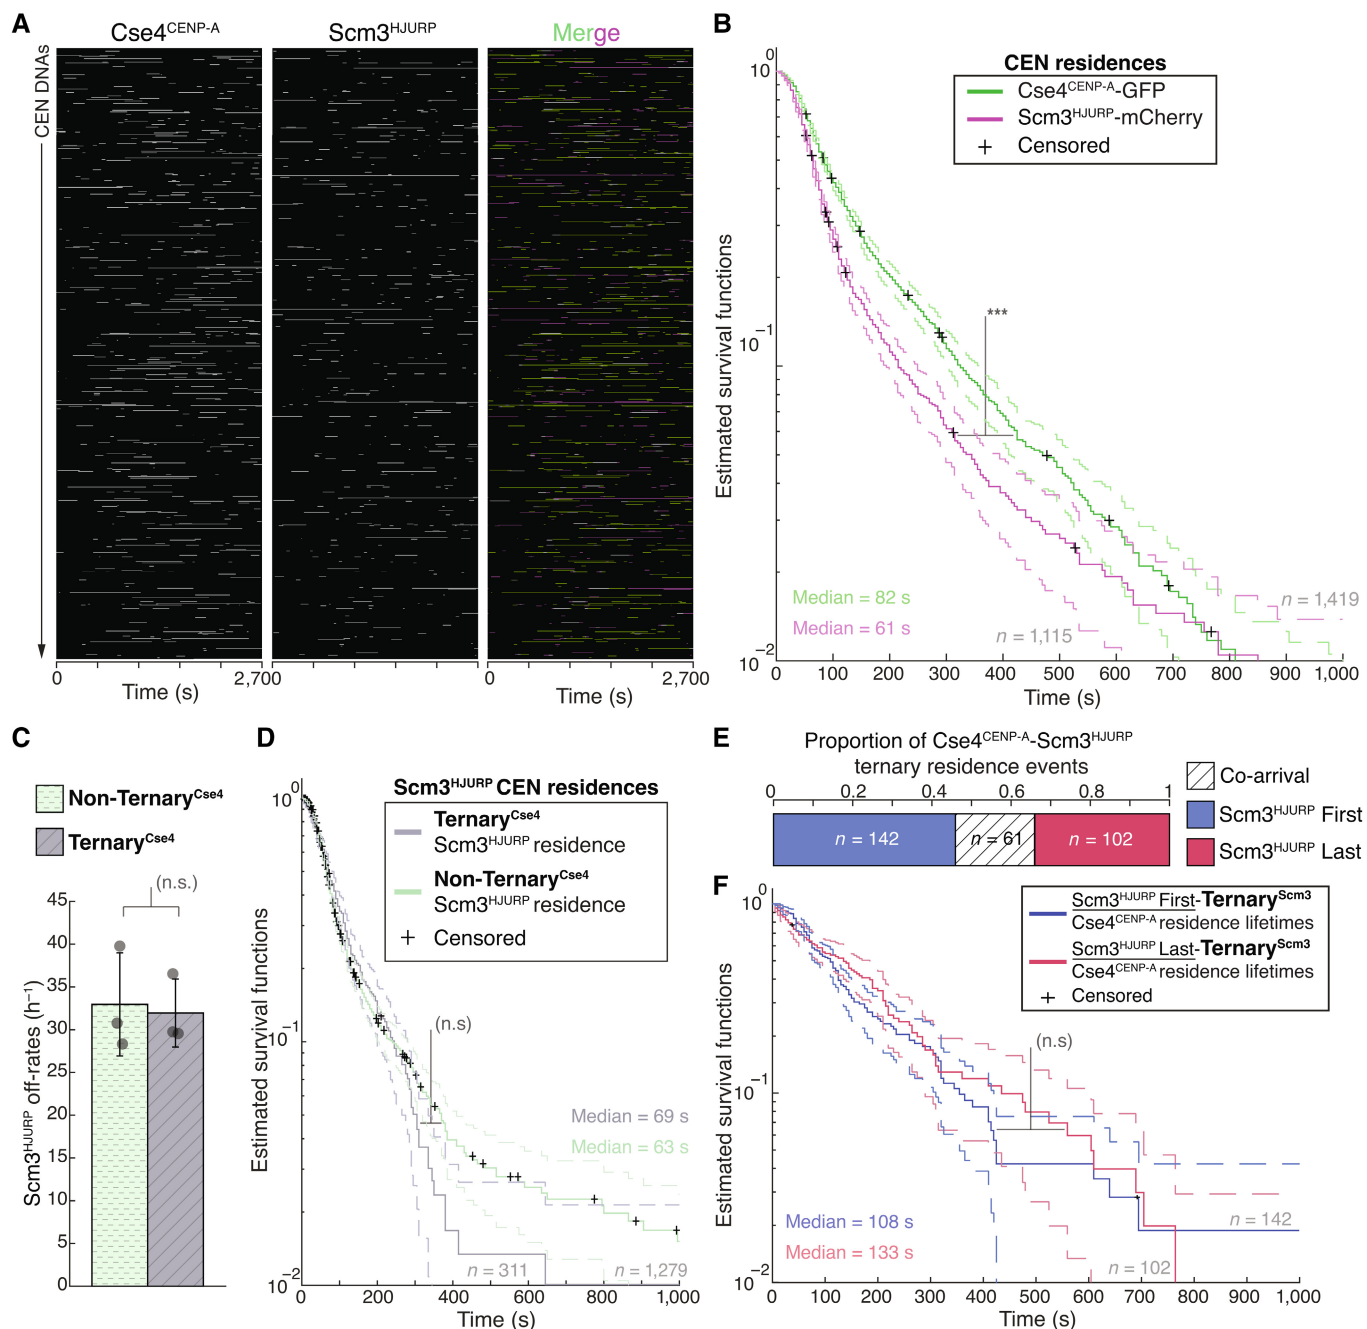 A
Cse4CENP-A
Scm3HJURP
Merge
CEN DNAs
0
2,700
0
2,700
Time (s)
Time (s)
B
CEN residences
Cse4CENP-A-GFP
Scm3HJURP-mCherry
+ Censored
Estimated survival functions
10^0
10^−1
10^−2
***
Median = 82 s
Median = 61 s
n = 1,115
n = 1,419
0 100 200 300 400 500 600 700 800 900 1,000
Time (s)
C
Non-TernaryCse4
TernaryCse4
(n.s.)
Scm3HJURP off-rates (h−1)
45
40
35
30
25
20
15
10
5
0
D
Scm3HJURP CEN residences
TernaryCse4
Scm3HJURP residence
Non-TernaryCse4
Scm3HJURP residence
+ Censored
Estimated survival functions
10^0
10^−1
10^−2
(n.s)
Median = 69 s
Median = 63 s
n = 311
n = 1,279
0 200 400 600 800 1,000
Time (s)
E
Proportion of Cse4CENP-A-Scm3HJURP
ternary residence events
0 0.2 0.4 0.6 0.8 1
n = 142
n = 61
n = 102
Co-arrival
Scm3HJURP First
Scm3HJURP Last
F
Scm3HJURP First-TernaryScm3
Cse4CENP-A residence lifetimes
Scm3HJURP Last-TernaryScm3
Cse4CENP-A residence lifetimes
+ Censored
Estimated survival functions
10^0
10^−1
10^−2
(n.s)
Median = 108 s
Median = 133 s
n = 142
n = 102
0 100 200 300 400 500 600 700 800 900 1,000
Time (s)